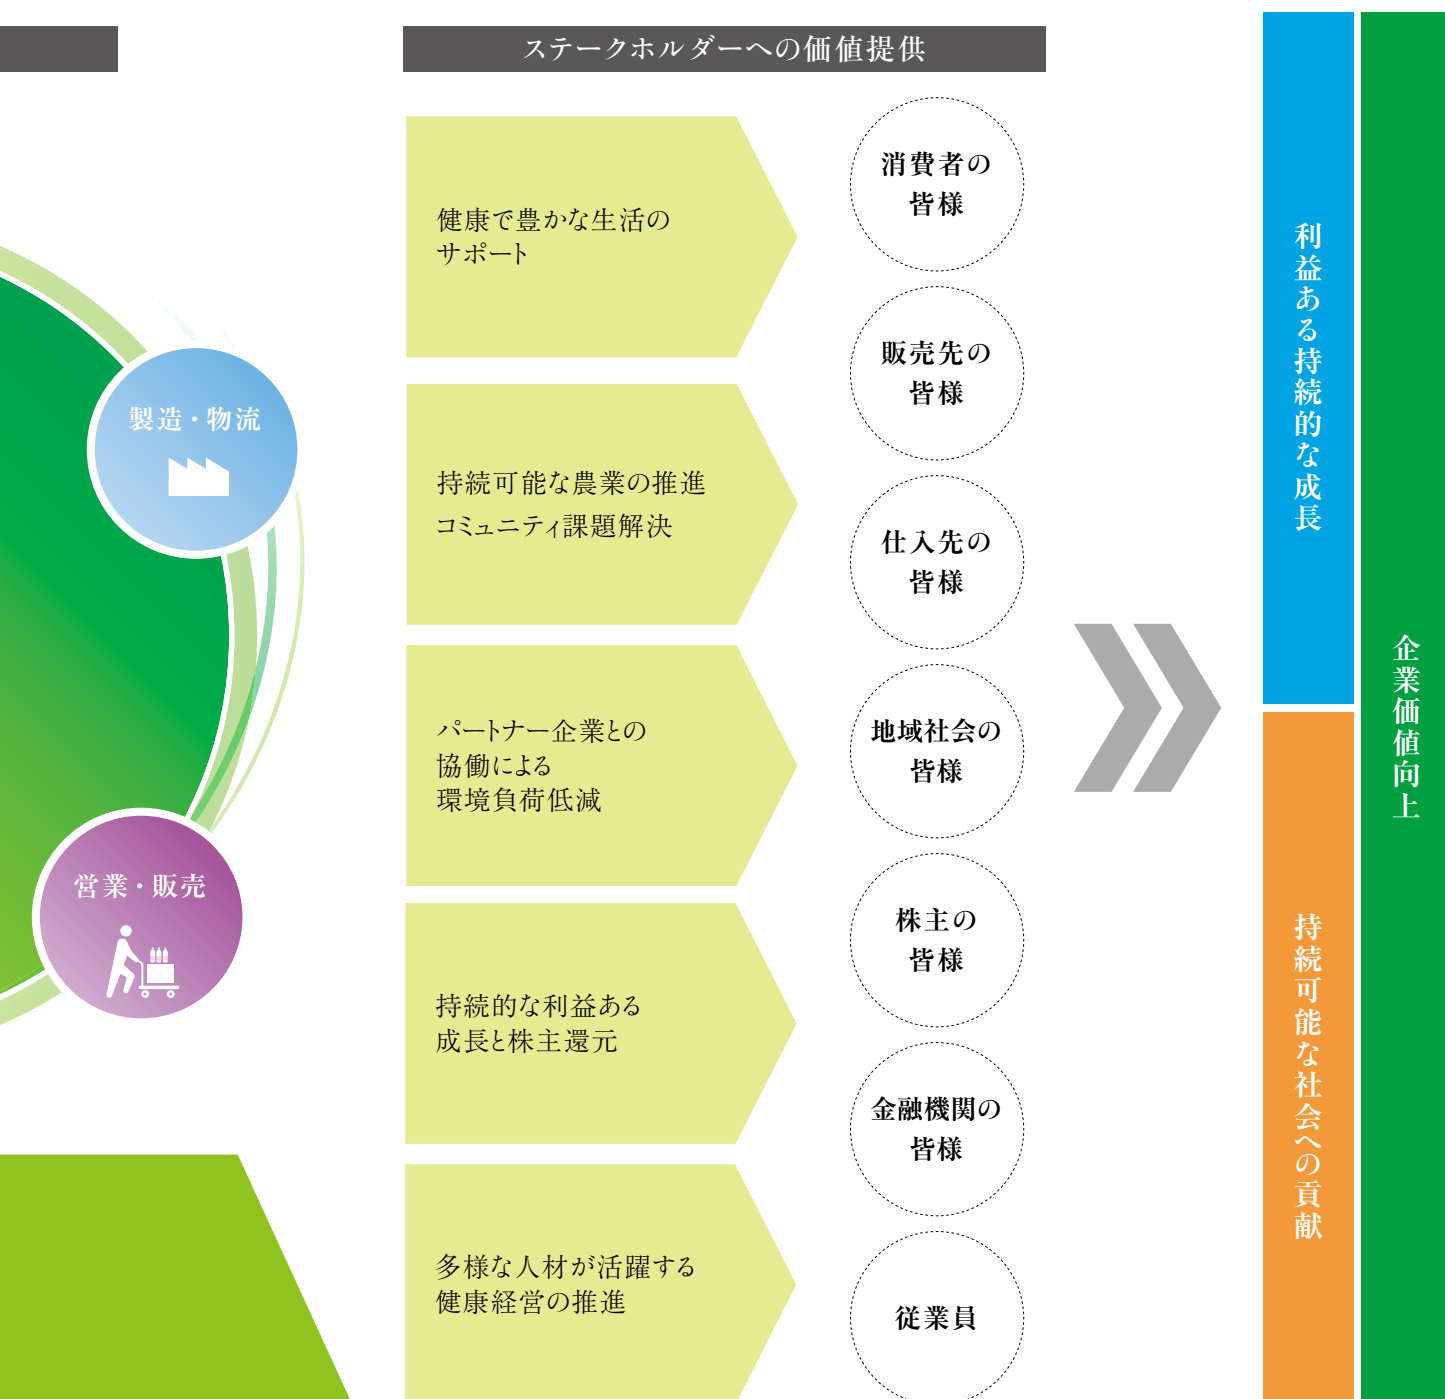 ステークホルダーへの価値提供
製造・物流
営業・販売
健康で豊かな生活の
サポート
持続可能な農業の推進
コミュニティ課題解決
パートナー企業との
協働による
環境負荷低減
持続的な利益ある
成長と株主還元
多様な人材が活躍する
健康経営の推進
消費者の
皆様
販売先の
皆様
仕入先の
皆様
地域社会の
皆様
株主の
皆様
金融機関の
皆様
従業員
利益ある持続的な成長
持続可能な社会への貢献
企業価値向上